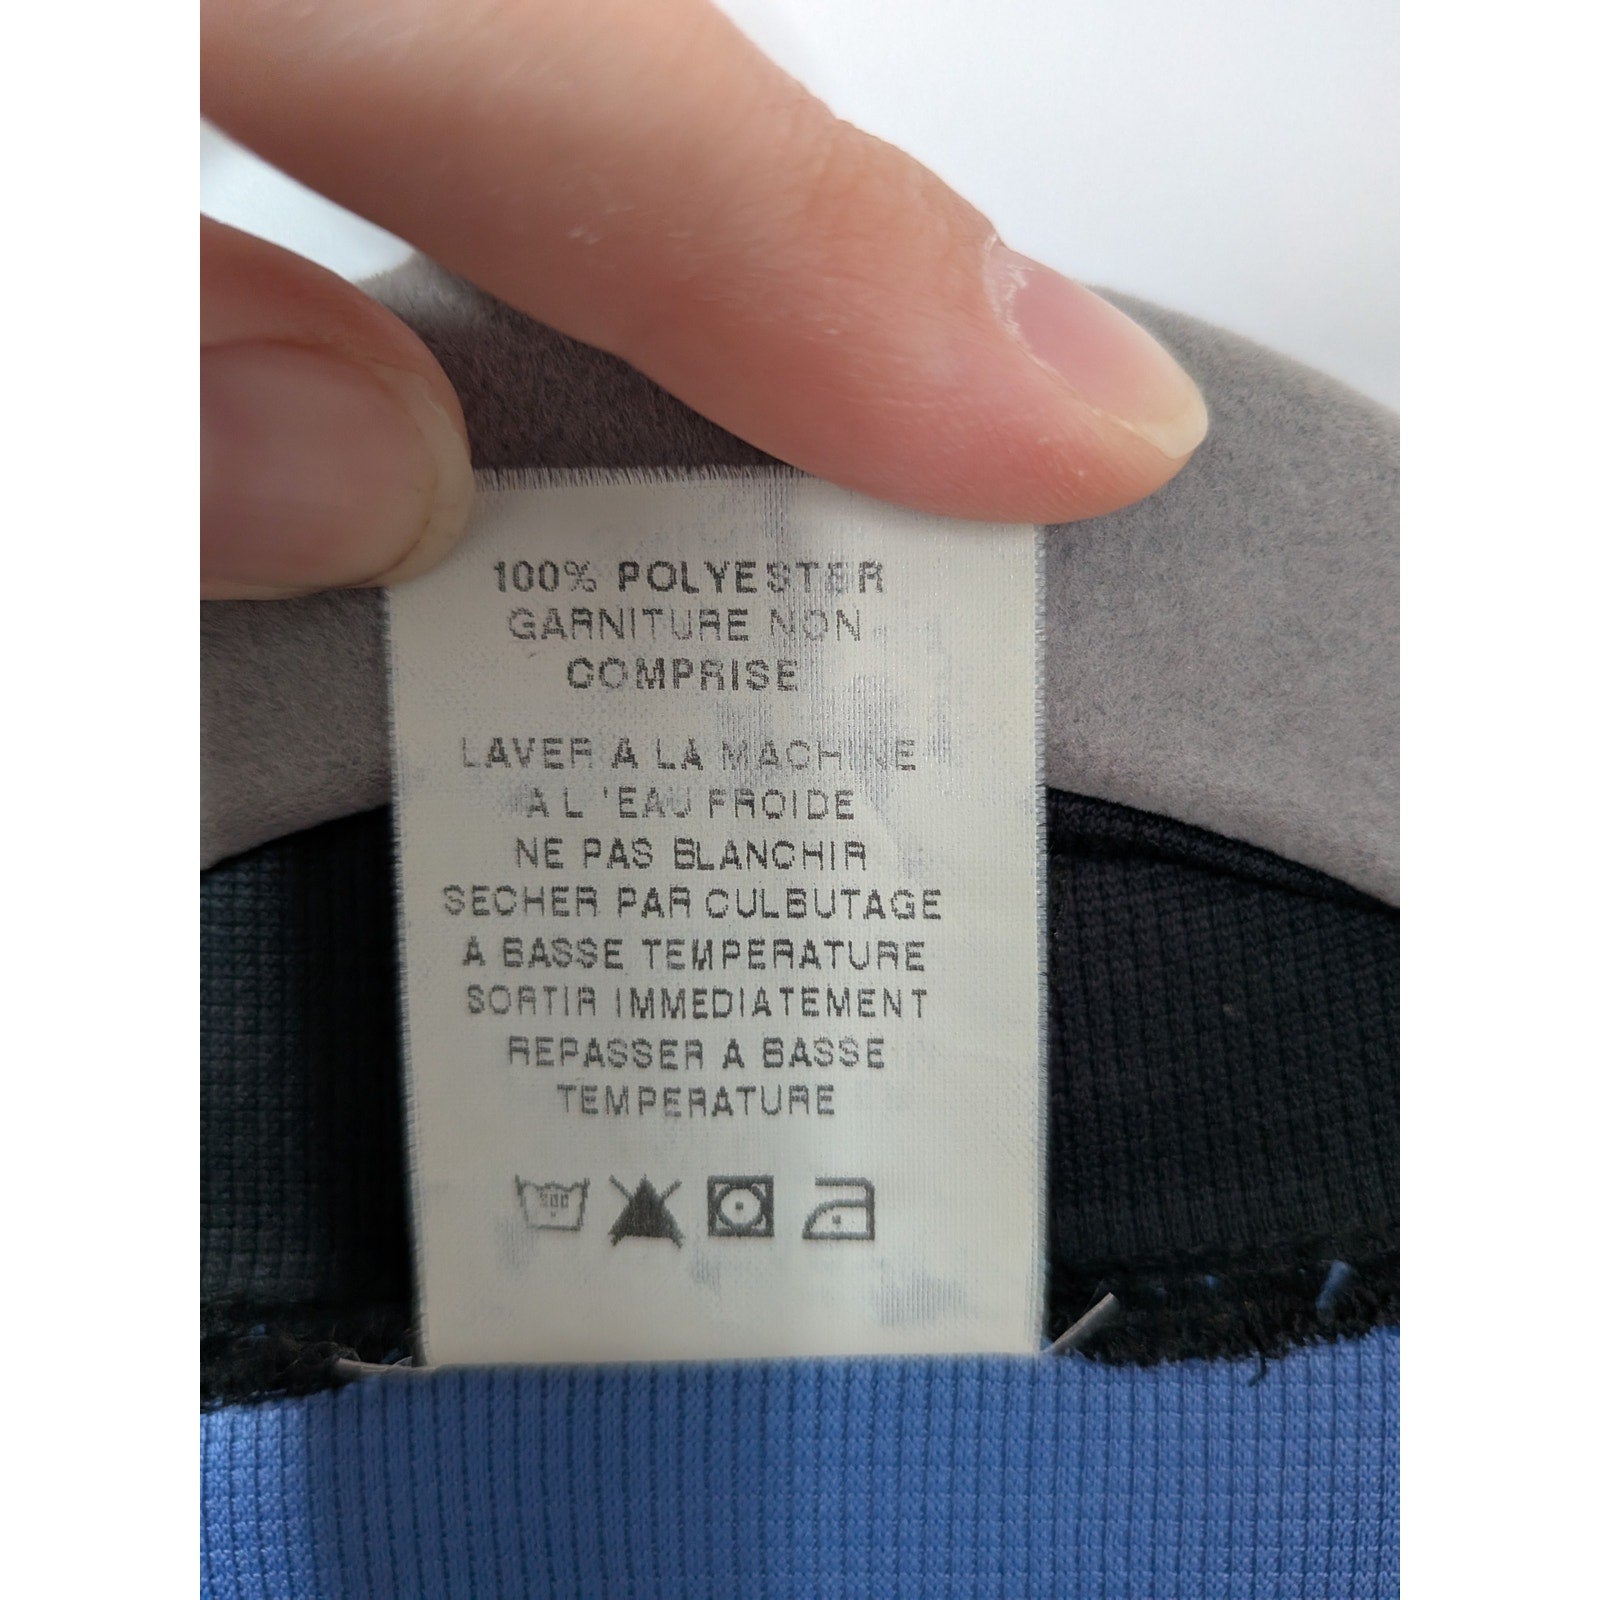 100% POLYESTER
GARNITURE NON
COMPRISE
LAVER A LA MACHINE
A L 'EAU FROIDE
NE PAS BLANCHIR
SECHER PAR CULBUTAGE
A BASSE TEMPERATURE
SORTIR IMMEDIATEMENT
REPASSER A BASSE
TEMPERATURE